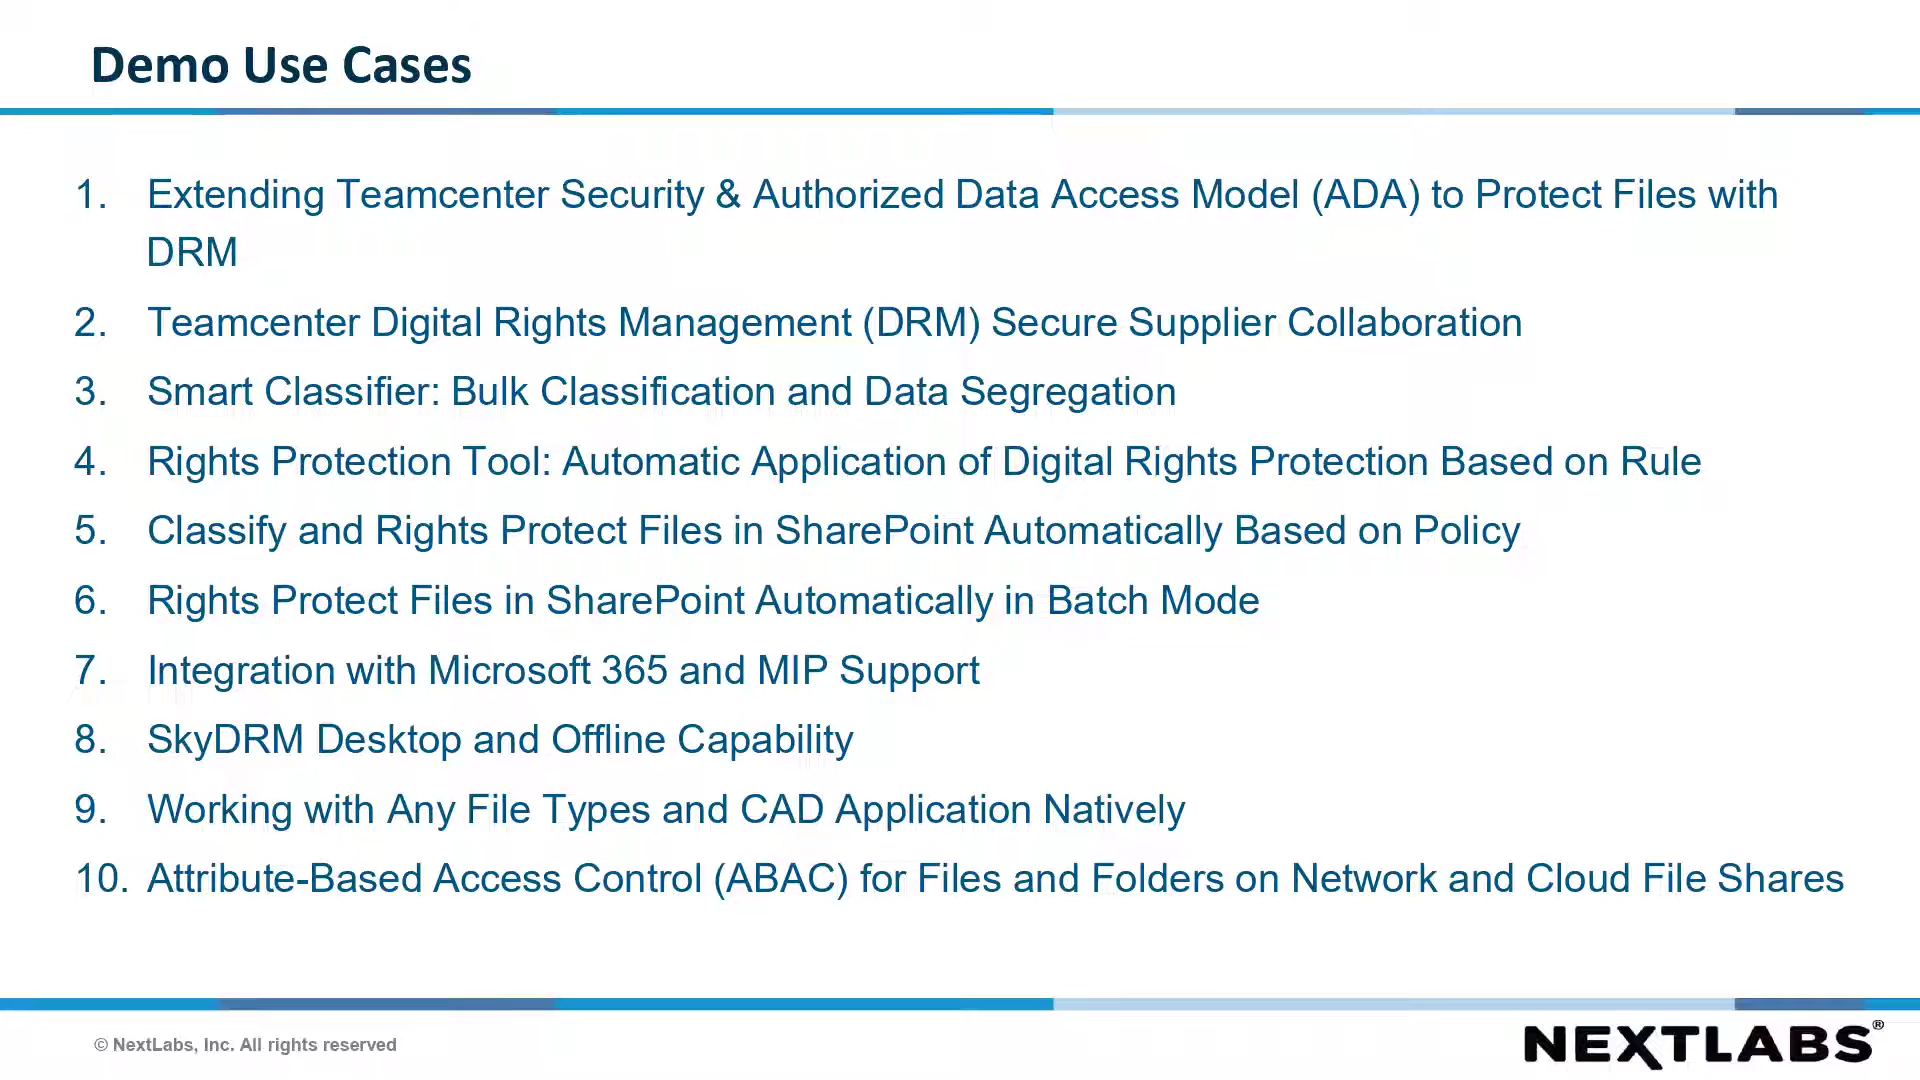 Demo Use Cases
1. Extending Teamcenter Security & Authorized Data Access Model (ADA) to Protect Files with
DRM
2. Teamcenter Digital Rights Management (DRM) Secure Supplier Collaboration
3. Smart Classifier: Bulk Classification and Data Segregation
4. Rights Protection Tool: Automatic Application of Digital Rights Protection Based on Rule
5. Classify and Rights Protect Files in SharePoint Automatically Based on Policy
6. Rights Protect Files in SharePoint Automatically in Batch Mode
7. Integration with Microsoft 365 and MIP Support
8. SkyDRM Desktop and Offline Capability
9. Working with Any File Types and CAD Application Natively
10. Attribute-Based Access Control (ABAC) for Files and Folders on Network and Cloud File Shares
© NextLabs, Inc. All rights reserved
NEXTLABS®